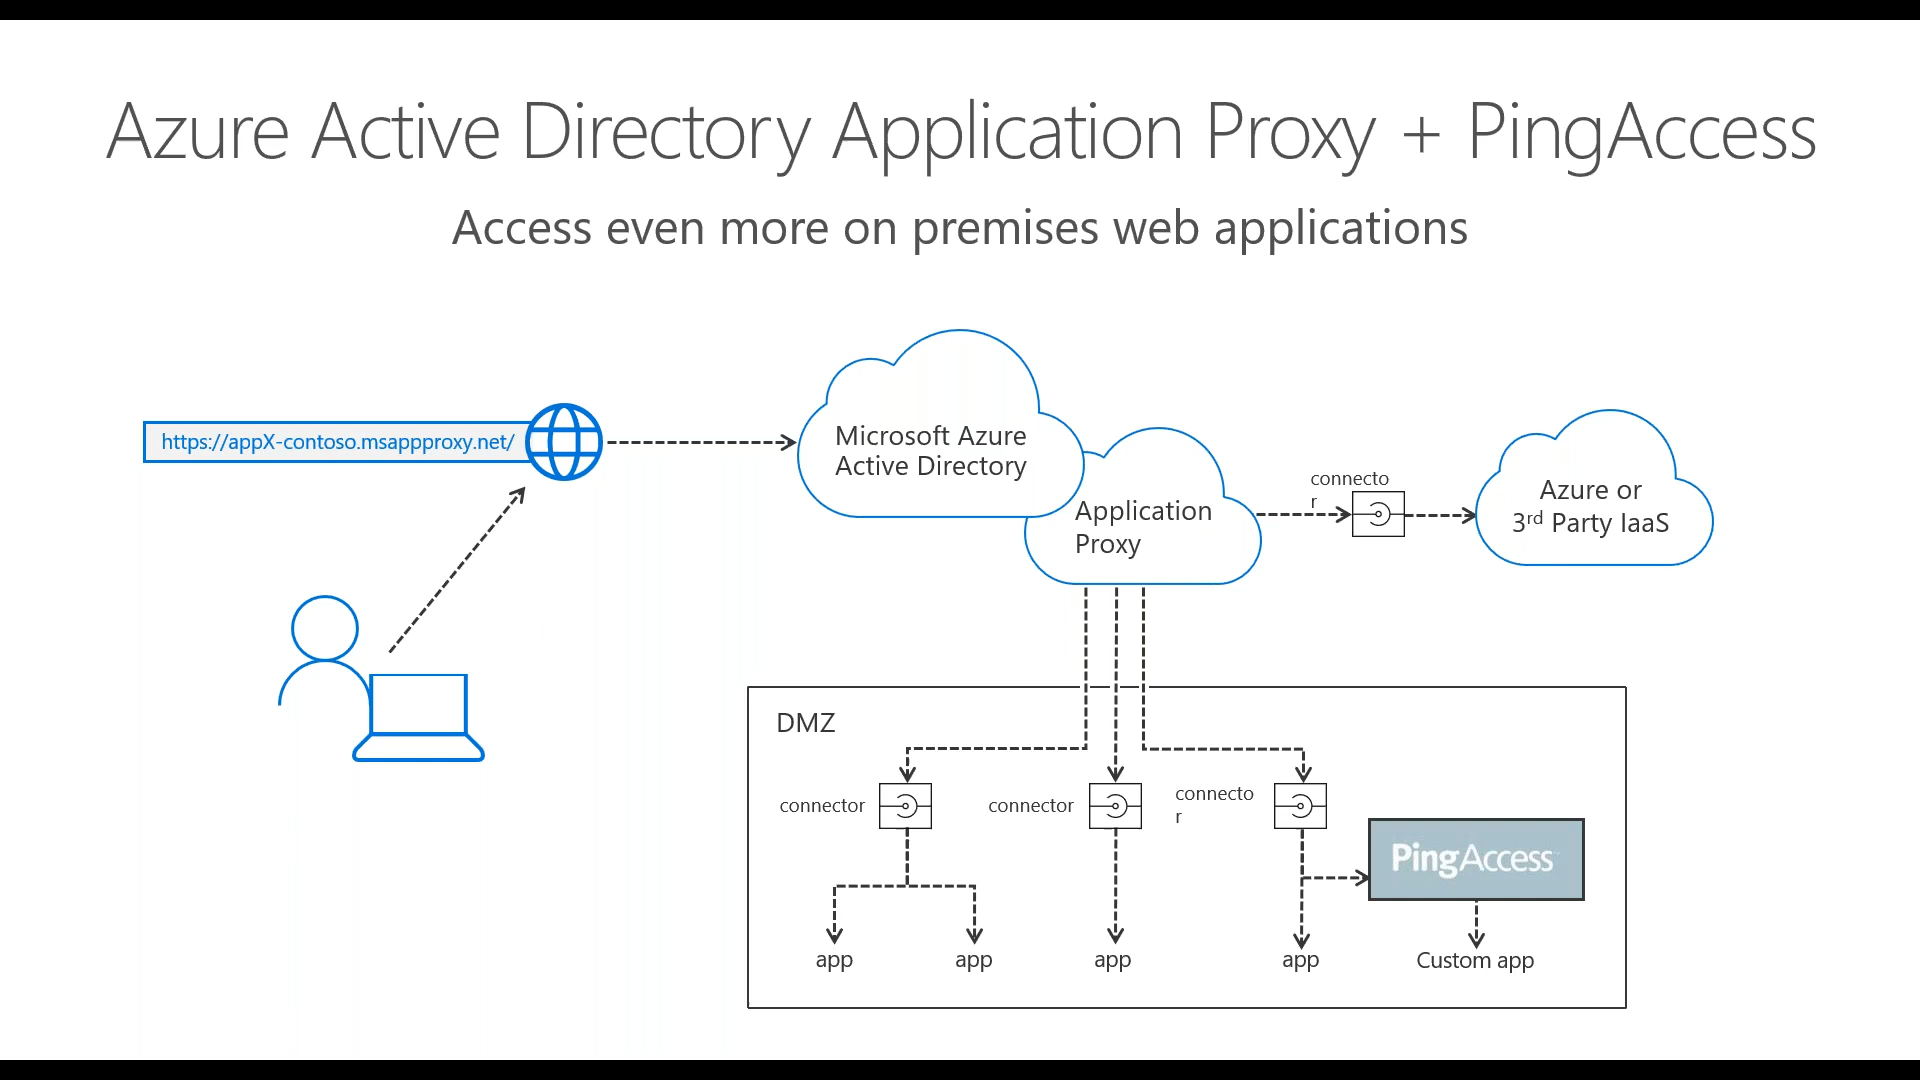 Azure Active Directory Application Proxy + PingAccess
Access even more on premises web applications
https://appX-contoso.msappproxy.net/
Microsoft Azure
Active Directory
Application
Proxy
connecto
r
Azure or
3rd Party IaaS
DMZ
connector
connector
connecto
r
PingAccess
app
app
app
app
Custom app